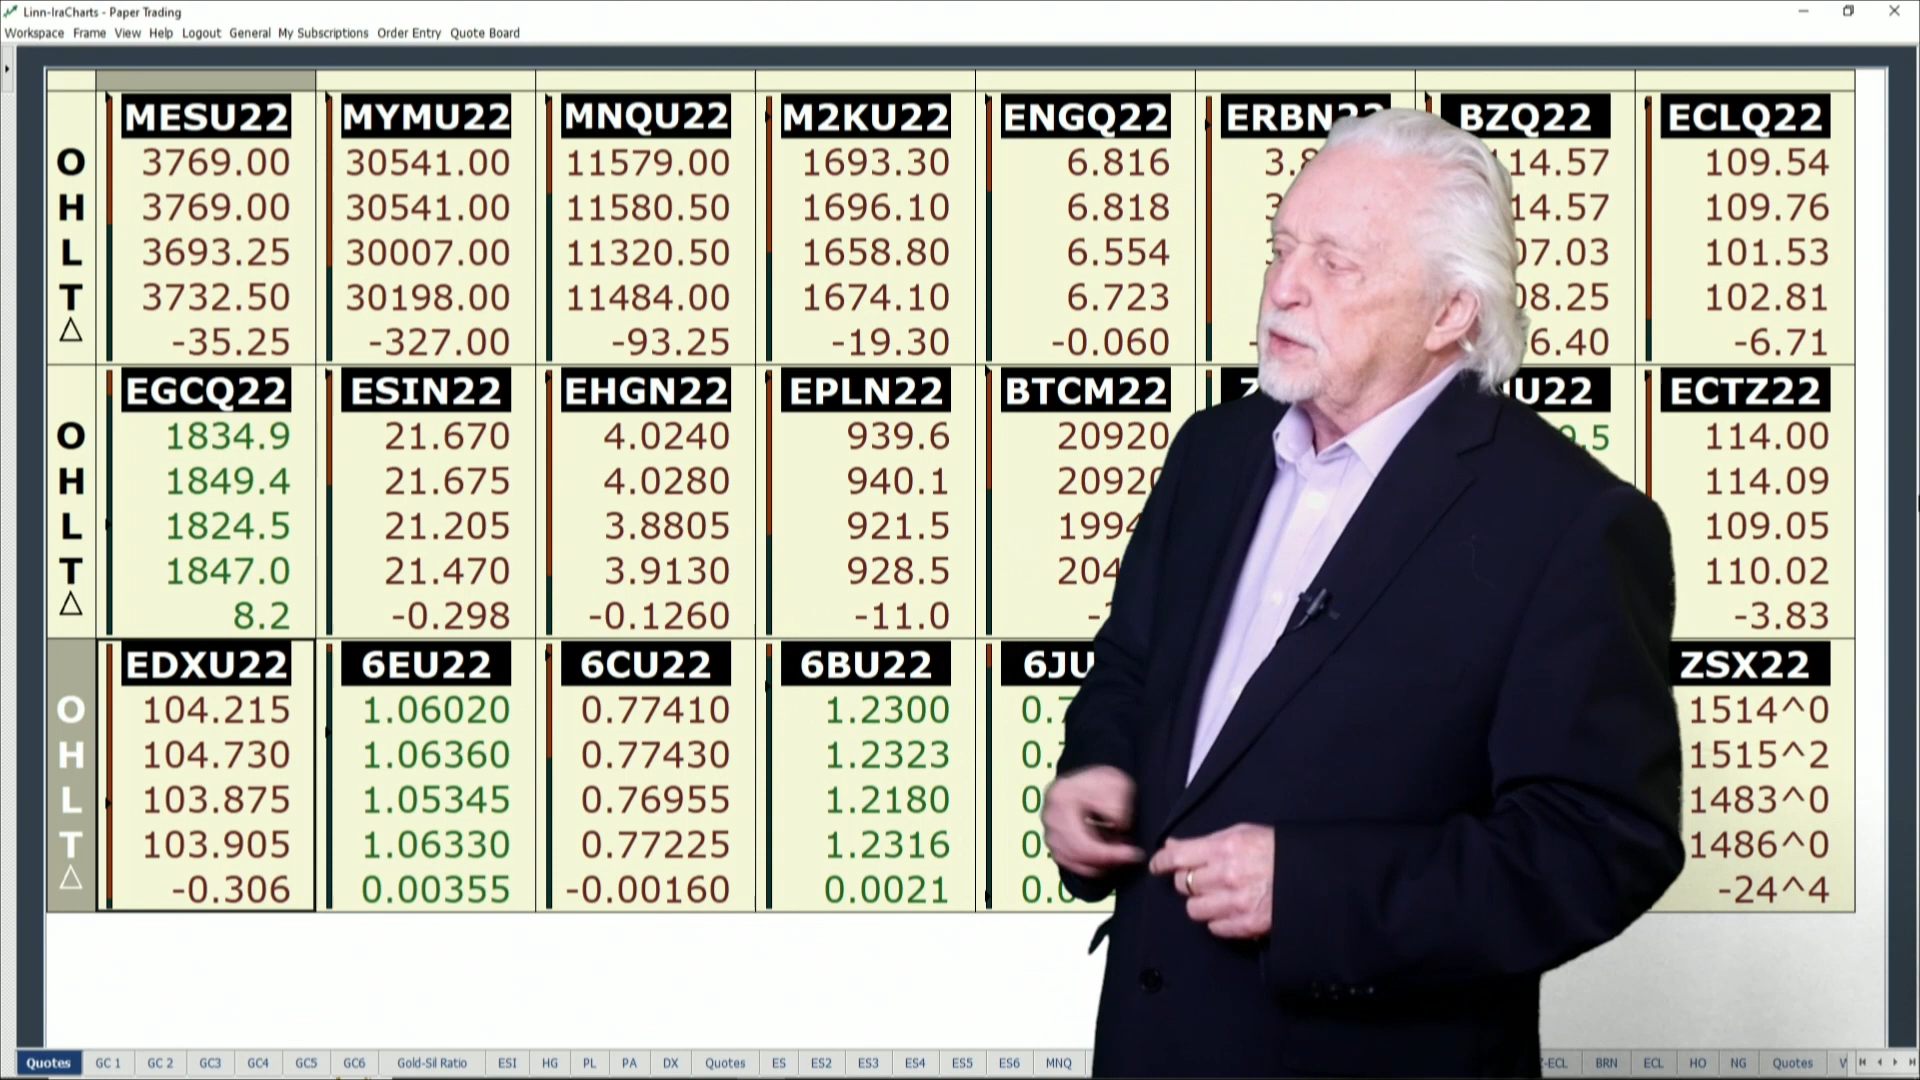 Linn-IraCharts - Paper Trading
Workspace Frame View Help Logout General My Subscriptions Order Entry Quote Board
MESU22 MYMU22 MNQU22 M2KU22 ENGQ22 BZQ22 ECLQ22
O 3769.00 30541.00 11579.00 1693.30 6.816 109.54
H 3769.00 30541.00 11580.50 1696.10 6.818 109.76
L 3693.25 30007.00 11320.50 1658.80 6.554 101.53
T 3732.50 30198.00 11484.00 1674.10 6.723 102.81
△ -35.25 -327.00 -93.25 -19.30 -0.060 -6.71
EGCQ22 ESIN22 EHGN22 EPLN22 BTCM22 ECTZ22
O 1834.9 21.670 4.0240 939.6 20920 114.00
H 1849.4 21.675 4.0280 940.1 20920 114.09
L 1824.5 21.205 3.8805 921.5 109.05
T 1847.0 21.470 3.9130 928.5 110.02
△ 8.2 -0.298 -0.1260 -11.0 -3.83
EDXU22 6EU22 6CU22 6BU22 ZSX22
O 104.215 1.06020 0.77410 1.2300 1514^0
H 104.730 1.06360 0.77430 1.2323 1515^2
L 103.875 1.05345 0.76955 1.2180 1483^0
T 103.905 1.06330 0.77225 1.2316 1486^0
△ -0.306 0.00355 -0.00160 0.0021 -24^4
Quotes GC 1 GC 2 GC3 GC4 GC5 GC6 Gold-Sil Ratio ESI HG PL PA DX Quotes ES ES2 ES3 ES4 ES5 ES6 MNQ BRN ECL HO NG Quotes